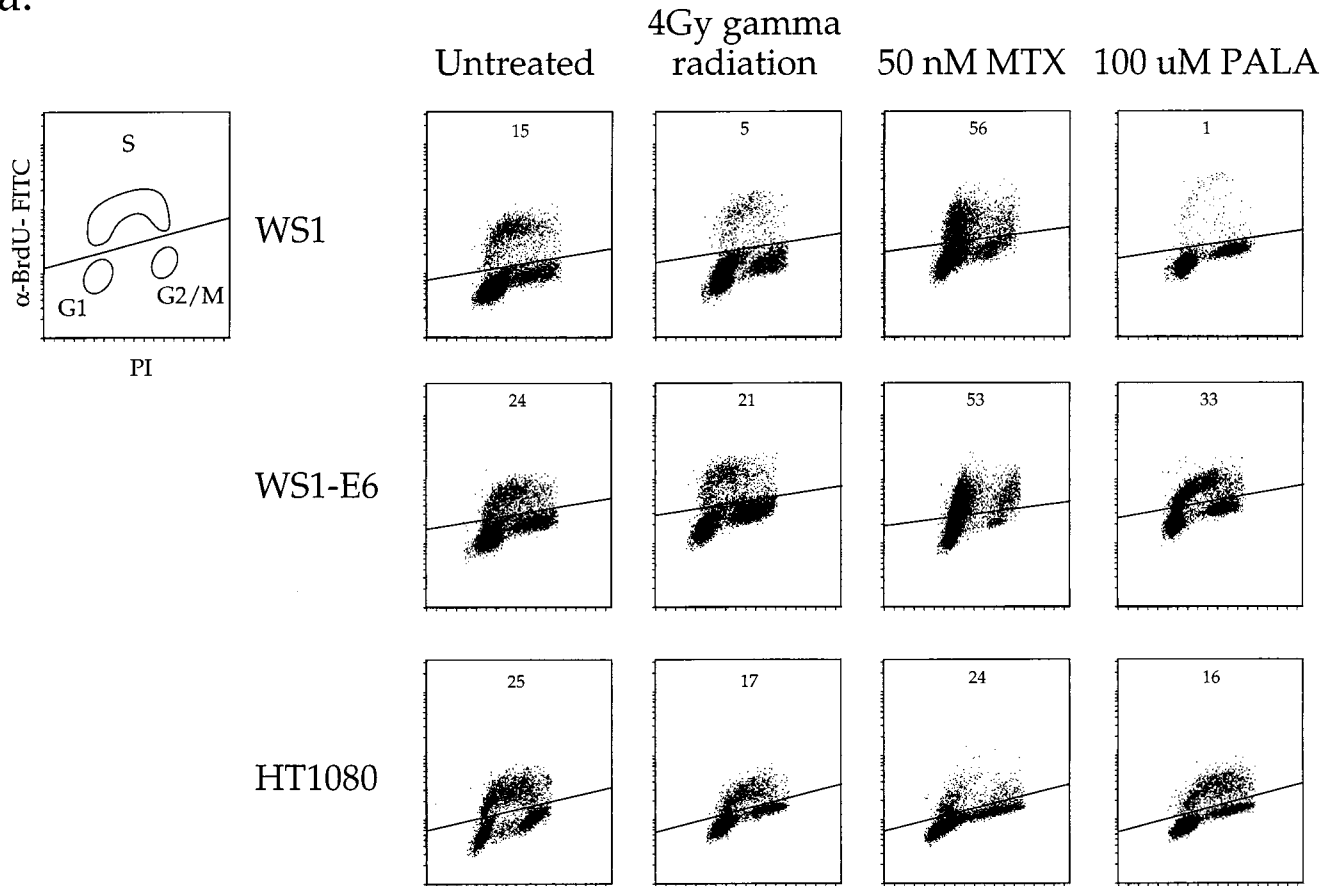 a.
Untreated
4Gy gamma
radiation
50 nM MTX
100 uM PALA
α-BrdU- FITC
S
G1
G2/M
PI
WS1
15
5
56
1
WS1-E6
24
21
53
33
HT1080
25
17
24
16